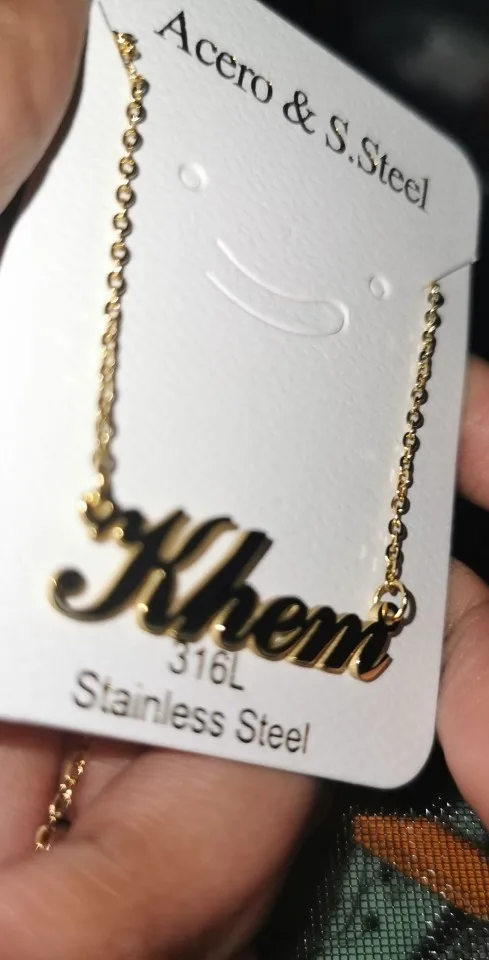 Acero & S.Steel
Khem
316L
Stainless Steel